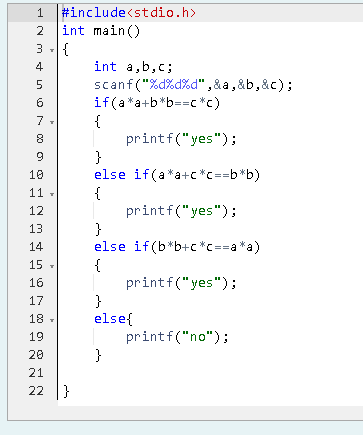 1 #include<stdio.h>
2 int main()
3 {
4 int a,b,c;
5 scanf("%d%d%d",&a,&b,&c);
6 if(a*a+b*b==c*c)
7 {
8 printf("yes");
9 }
10 else if(a*a+c*c==b*b)
11 {
12 printf("yes");
13 }
14 else if(b*b+c*c==a*a)
15 {
16 printf("yes");
17 }
18 else{
19 printf("no");
20 }
21
22 }